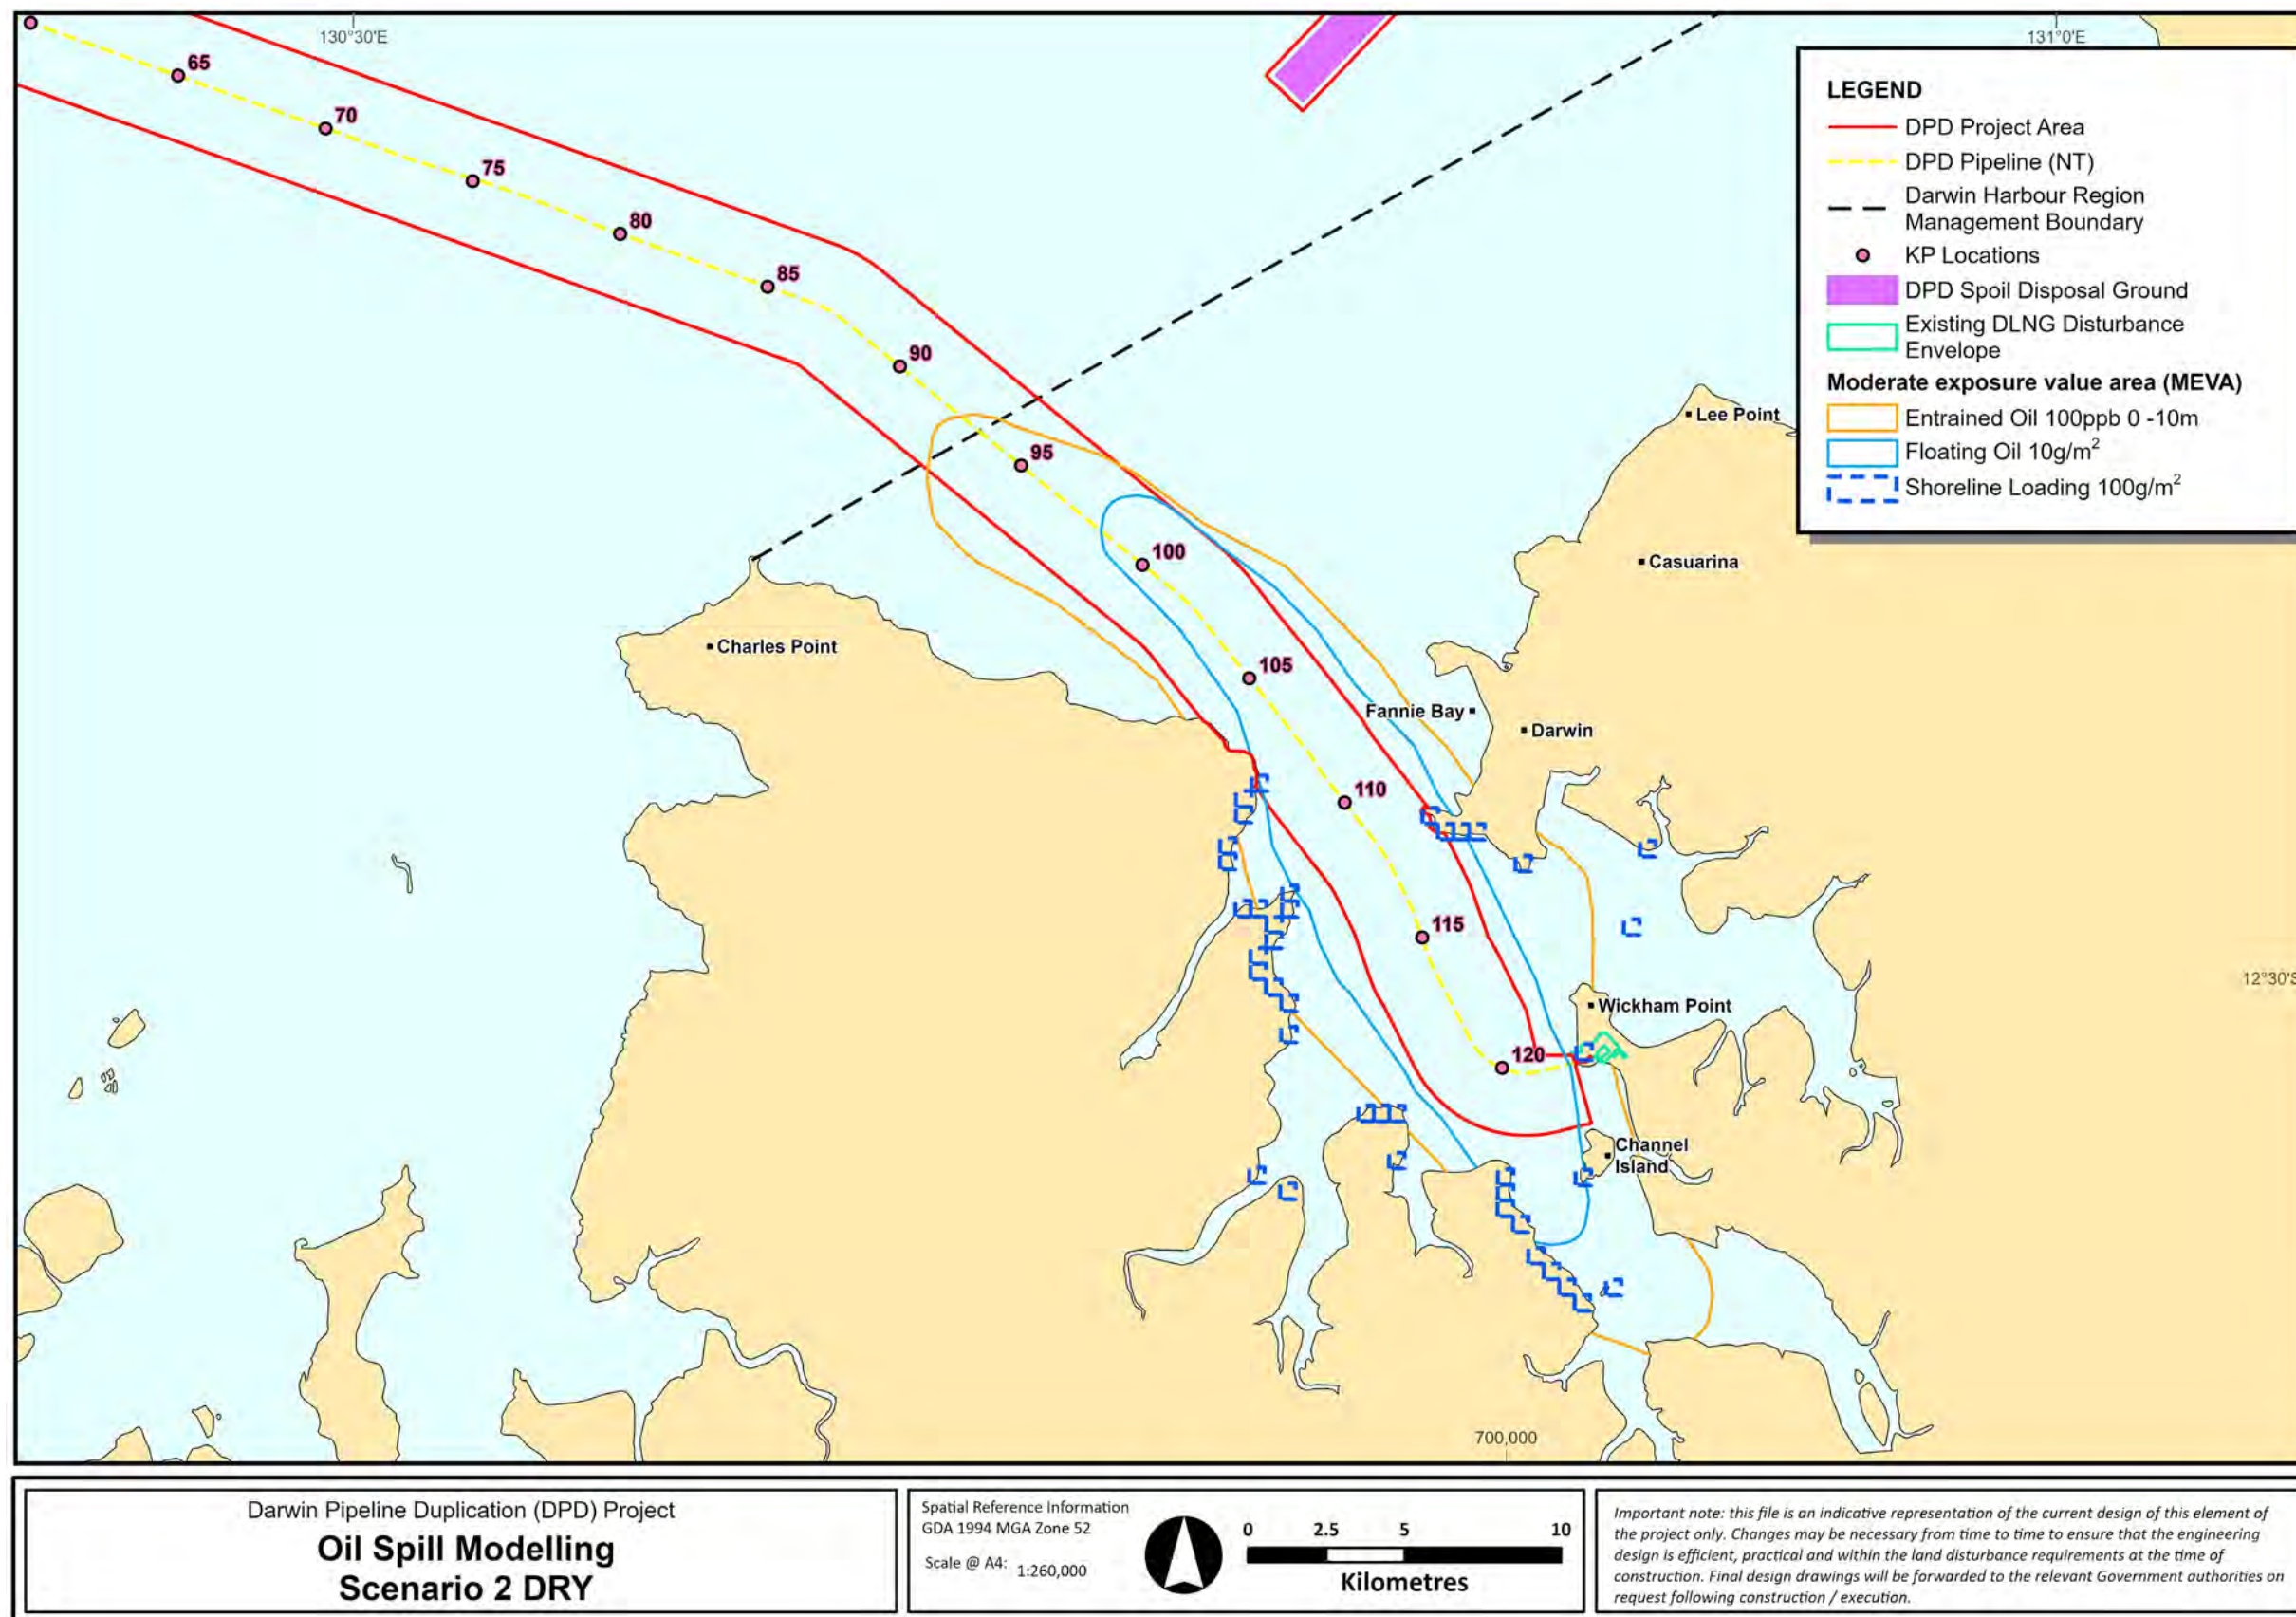 130°30'E
131°0'E
65
70
75
80
85
90
95
100
105
110
115
120
LEGEND
DPD Project Area
DPD Pipeline (NT)
Darwin Harbour Region
Management Boundary
KP Locations
DPD Spoil Disposal Ground
Existing DLNG Disturbance
Envelope
Moderate exposure value area (MEVA)
Entrained Oil 100ppb 0 -10m
Floating Oil 10g/m²
Shoreline Loading 100g/m²
Lee Point
Casuarina
Charles Point
Fannie Bay
Darwin
12°30'S
Wickham Point
Channel
Island
700,000
Darwin Pipeline Duplication (DPD) Project
Oil Spill Modelling
Scenario 2 DRY
Spatial Reference Information
GDA 1994 MGA Zone 52
Scale @ A4: 1:260,000
0 2.5 5 10
Kilometres
Important note: this file is an indicative representation of the current design of this element of
the project only. Changes may be necessary from time to time to ensure that the engineering
design is efficient, practical and within the land disturbance requirements at the time of
construction. Final design drawings will be forwarded to the relevant Government authorities on
request following construction / execution.